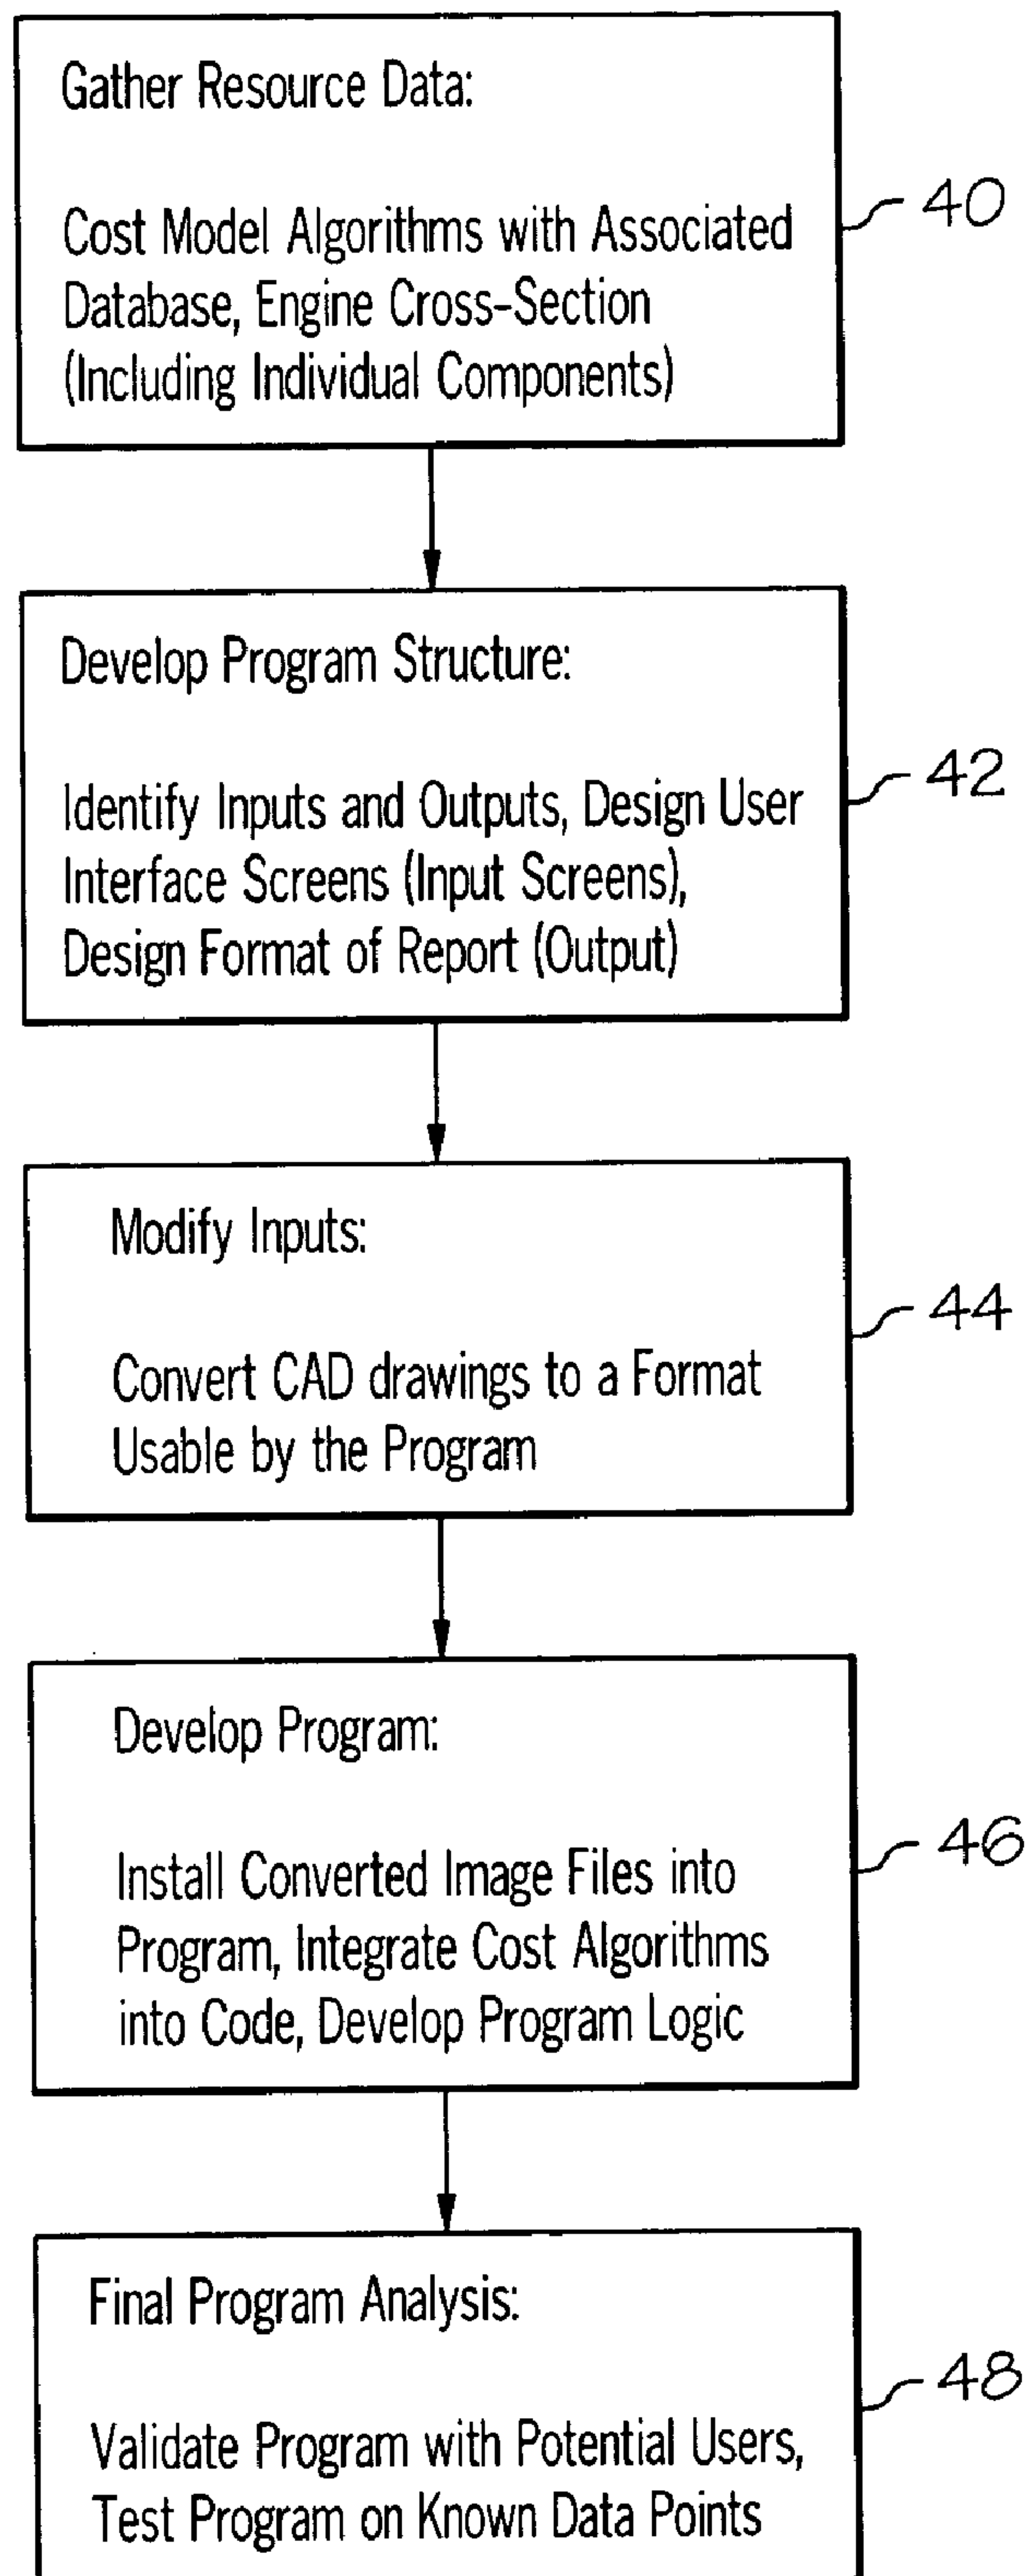 Gather Resource Data:
Cost Model Algorithms with Associated
Database, Engine Cross-Section
(Including Individual Components)
40
Develop Program Structure:
Identify Inputs and Outputs, Design User
Interface Screens (Input Screens),
Design Format of Report (Output)
42
Modify Inputs:
Convert CAD drawings to a Format
Usable by the Program
44
Develop Program:
Install Converted Image Files into
Program, Integrate Cost Algorithms
into Code, Develop Program Logic
46
Final Program Analysis:
Validate Program with Potential Users,
Test Program on Known Data Points
48